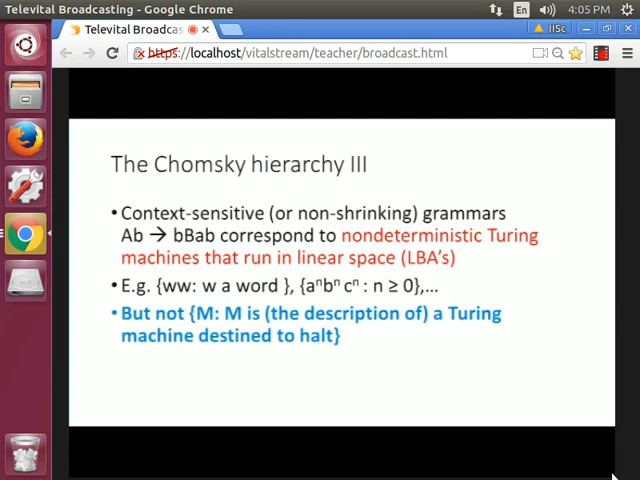 Televital Broadcasting - Google Chrome
En
4:05 PM
Televital Broadcas
IISc
https://localhost/vitalstream/teacher/broadcast.html
The Chomsky hierarchy III
• Context-sensitive (or non-shrinking) grammars
Ab → bBab correspond to nondeterministic Turing
machines that run in linear space (LBA's)
• E.g. {ww: w a word }, {aⁿbⁿ cⁿ : n ≥ 0},...
• But not {M: M is (the description of) a Turing
machine destined to halt}